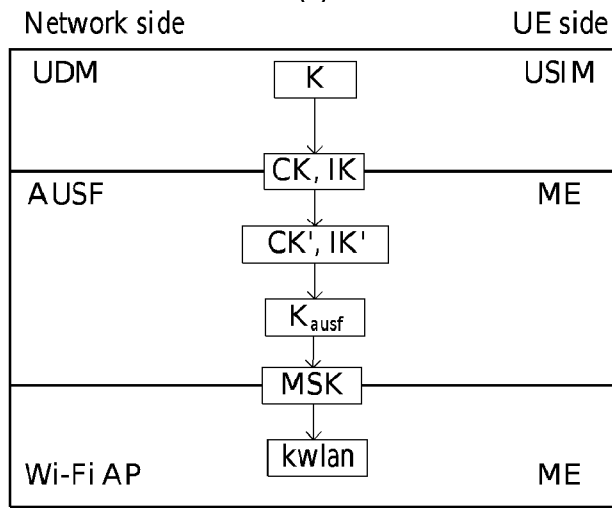 Network side UE side
UDM K USIM
CK, IK
AUSF ME
CK', IK'
Kausf
MSK
kwlan
Wi-Fi AP ME